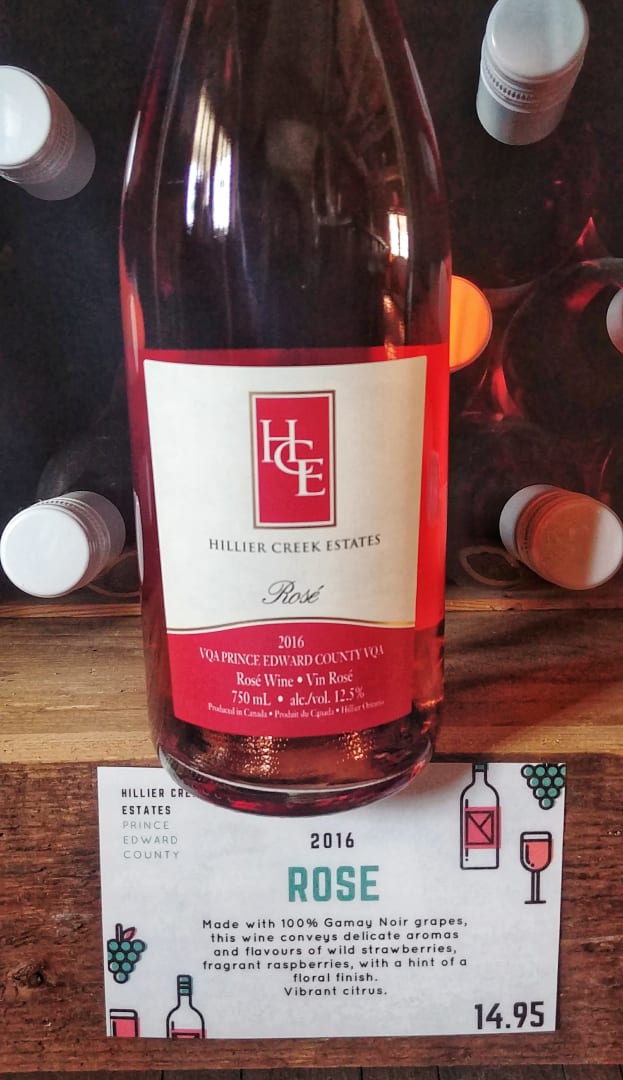 HCE
HILLIER CREEK ESTATES
Rosé
2016
VQA PRINCE EDWARD COUNTY VQA
Rosé Wine • Vin Rosé
750 mL • alc./vol. 12.5%
Produced in Canada • Produit du Canada • Hillier Ontario
HILLIER CRE
ESTATES
PRINCE
EDWARD
COUNTY
2016
ROSE
Made with 100% Gamay Noir grapes,
this wine conveys delicate aromas
and flavours of wild strawberries,
fragrant raspberries, with a hint of a
floral finish.
Vibrant citrus.
14.95